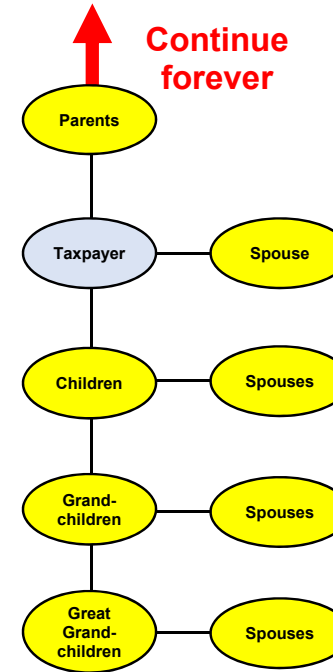 Continue
forever
Parents
Taxpayer
Spouse
Children
Spouses
Grand-
children
Spouses
Great
Grand-
children
Spouses